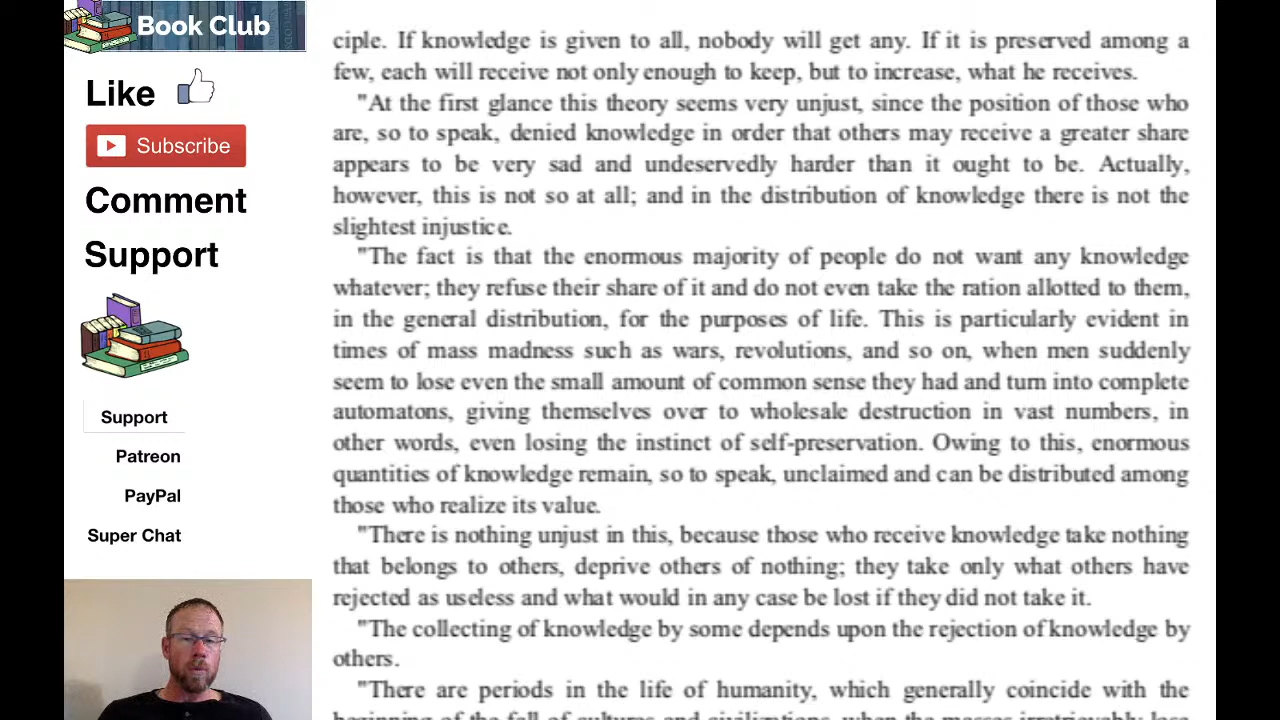 Book Club
Like
Subscribe
Comment
Support
Support
Patreon
PayPal
Super Chat
ciple. If knowledge is given to all, nobody will get any. If it is preserved among a
few, each will receive not only enough to keep, but to increase, what he receives.
"At the first glance this theory seems very unjust, since the position of those who
are, so to speak, denied knowledge in order that others may receive a greater share
appears to be very sad and undeservedly harder than it ought to be. Actually,
however, this is not so at all; and in the distribution of knowledge there is not the
slightest injustice.
"The fact is that the enormous majority of people do not want any knowledge
whatever; they refuse their share of it and do not even take the ration allotted to them,
in the general distribution, for the purposes of life. This is particularly evident in
times of mass madness such as wars, revolutions, and so on, when men suddenly
seem to lose even the small amount of common sense they had and turn into complete
automatons, giving themselves over to wholesale destruction in vast numbers, in
other words, even losing the instinct of self-preservation. Owing to this, enormous
quantities of knowledge remain, so to speak, unclaimed and can be distributed among
those who realize its value.
"There is nothing unjust in this, because those who receive knowledge take nothing
that belongs to others, deprive others of nothing; they take only what others have
rejected as useless and what would in any case be lost if they did not take it.
"The collecting of knowledge by some depends upon the rejection of knowledge by
others.
"There are periods in the life of humanity, which generally coincide with the
beginning of the fall of cultures and civilizations, when the masses irretrievably lose